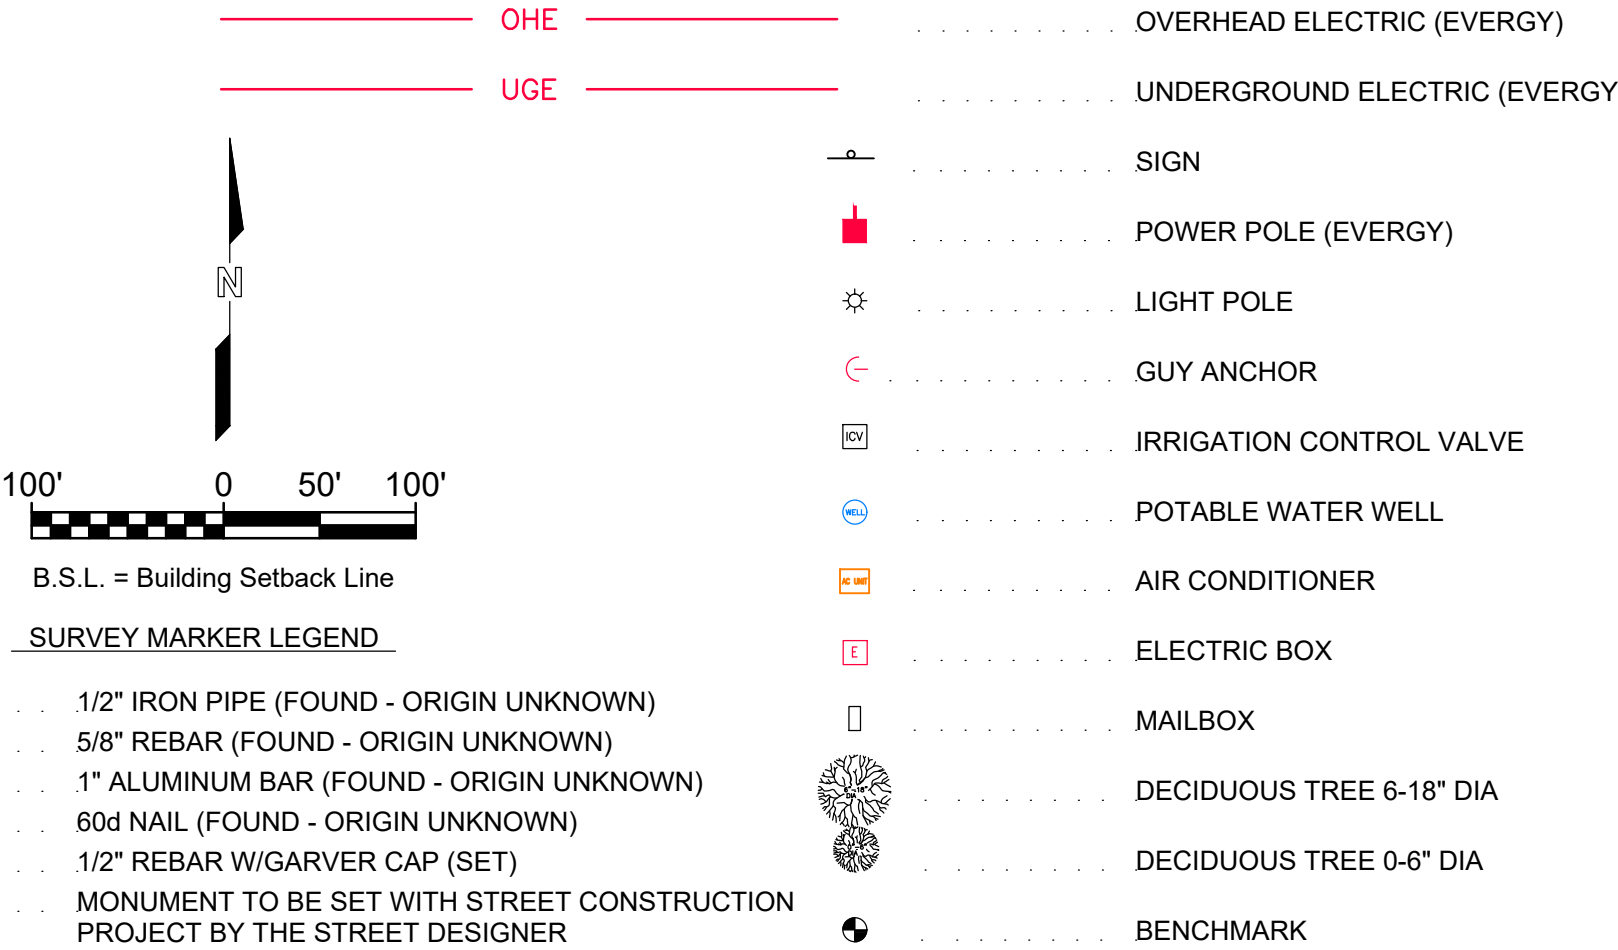 OHE OVERHEAD ELECTRIC (EVERGY)
UGE UNDERGROUND ELECTRIC (EVERGY
SIGN
POWER POLE (EVERGY)
N
LIGHT POLE
GUY ANCHOR
ICV IRRIGATION CONTROL VALVE
100' 0 50' 100'
WELL POTABLE WATER WELL
B.S.L. = Building Setback Line
AC UNIT AIR CONDITIONER
SURVEY MARKER LEGEND
E ELECTRIC BOX
1/2" IRON PIPE (FOUND - ORIGIN UNKNOWN)
5/8" REBAR (FOUND - ORIGIN UNKNOWN)
1" ALUMINUM BAR (FOUND - ORIGIN UNKNOWN)
60d NAIL (FOUND - ORIGIN UNKNOWN)
1/2" REBAR W/GARVER CAP (SET)
MONUMENT TO BE SET WITH STREET CONSTRUCTION
PROJECT BY THE STREET DESIGNER
MAILBOX
6"-18"
DIA
DECIDUOUS TREE 6-18" DIA
DECIDUOUS TREE 0-6" DIA
BENCHMARK